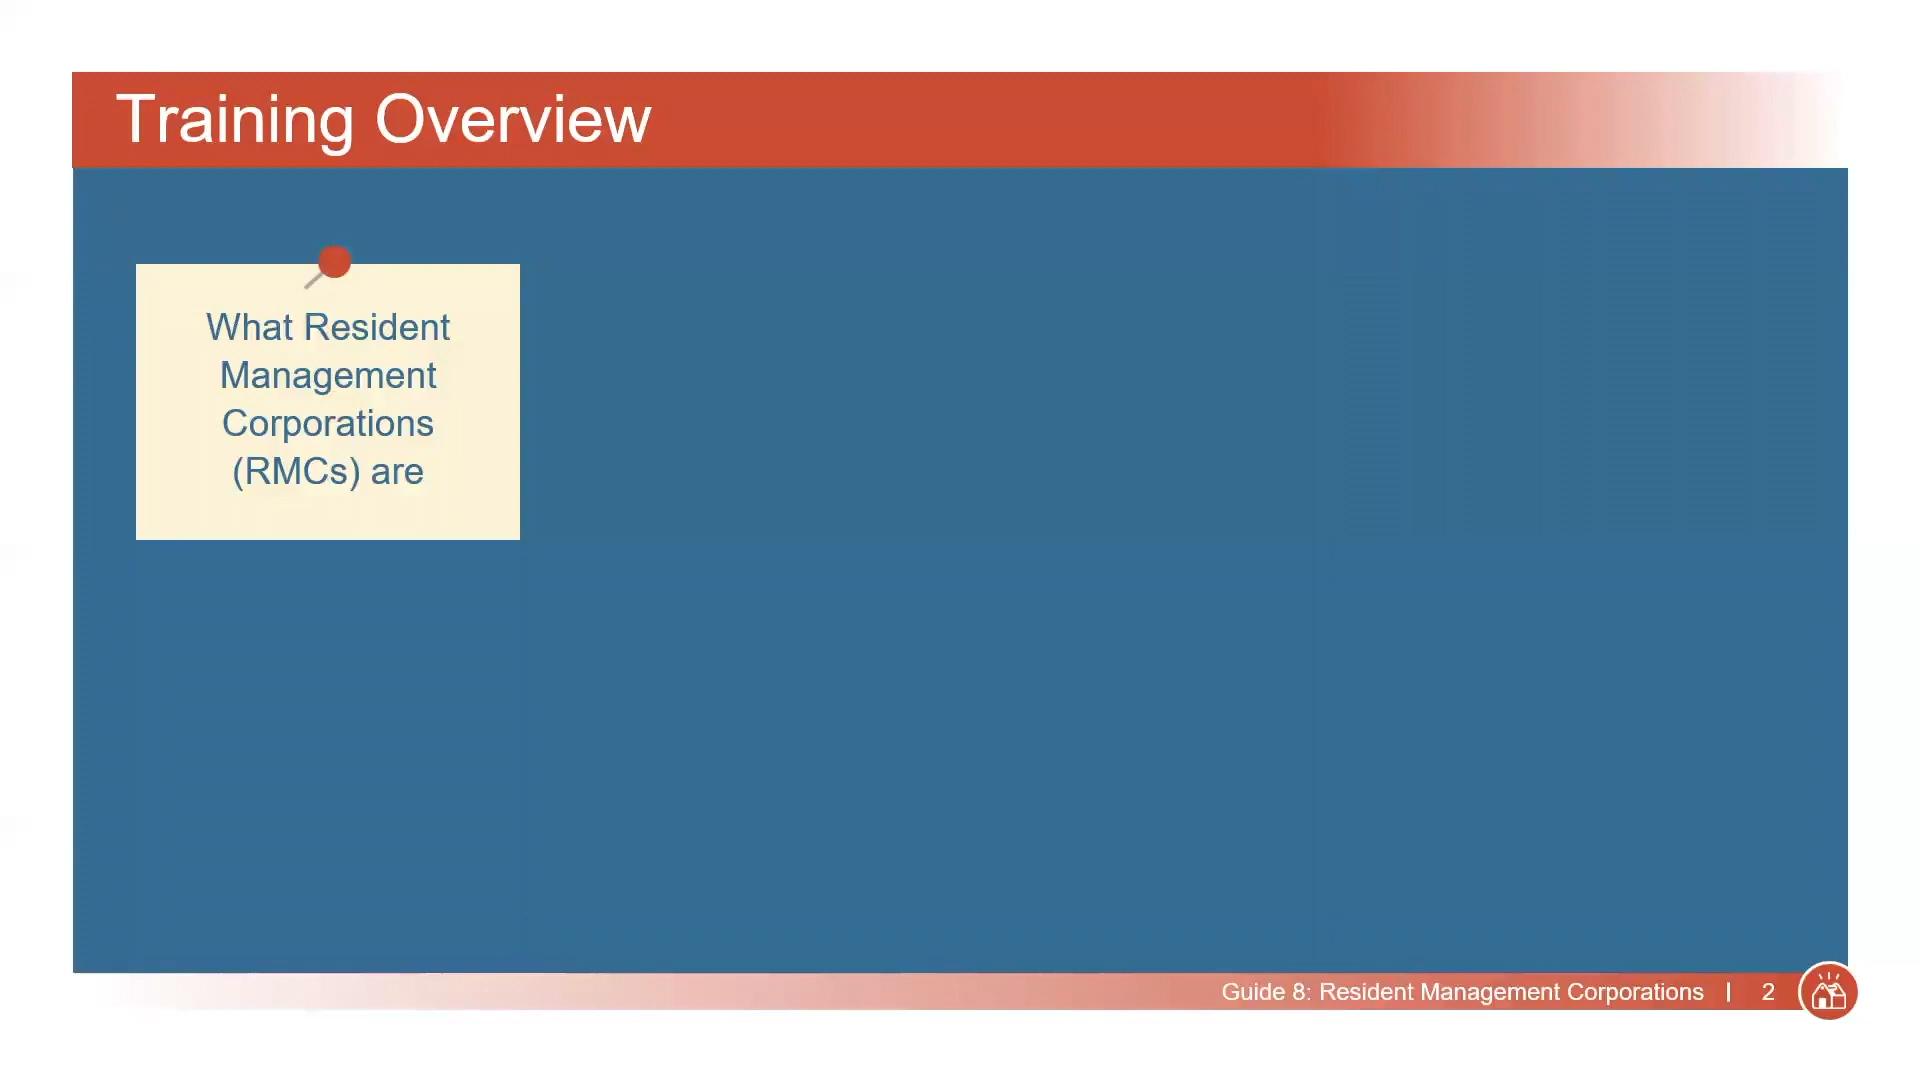 Training Overview
What Resident
Management
Corporations
(RMCs) are
Guide 8: Resident Management Corporations | 2